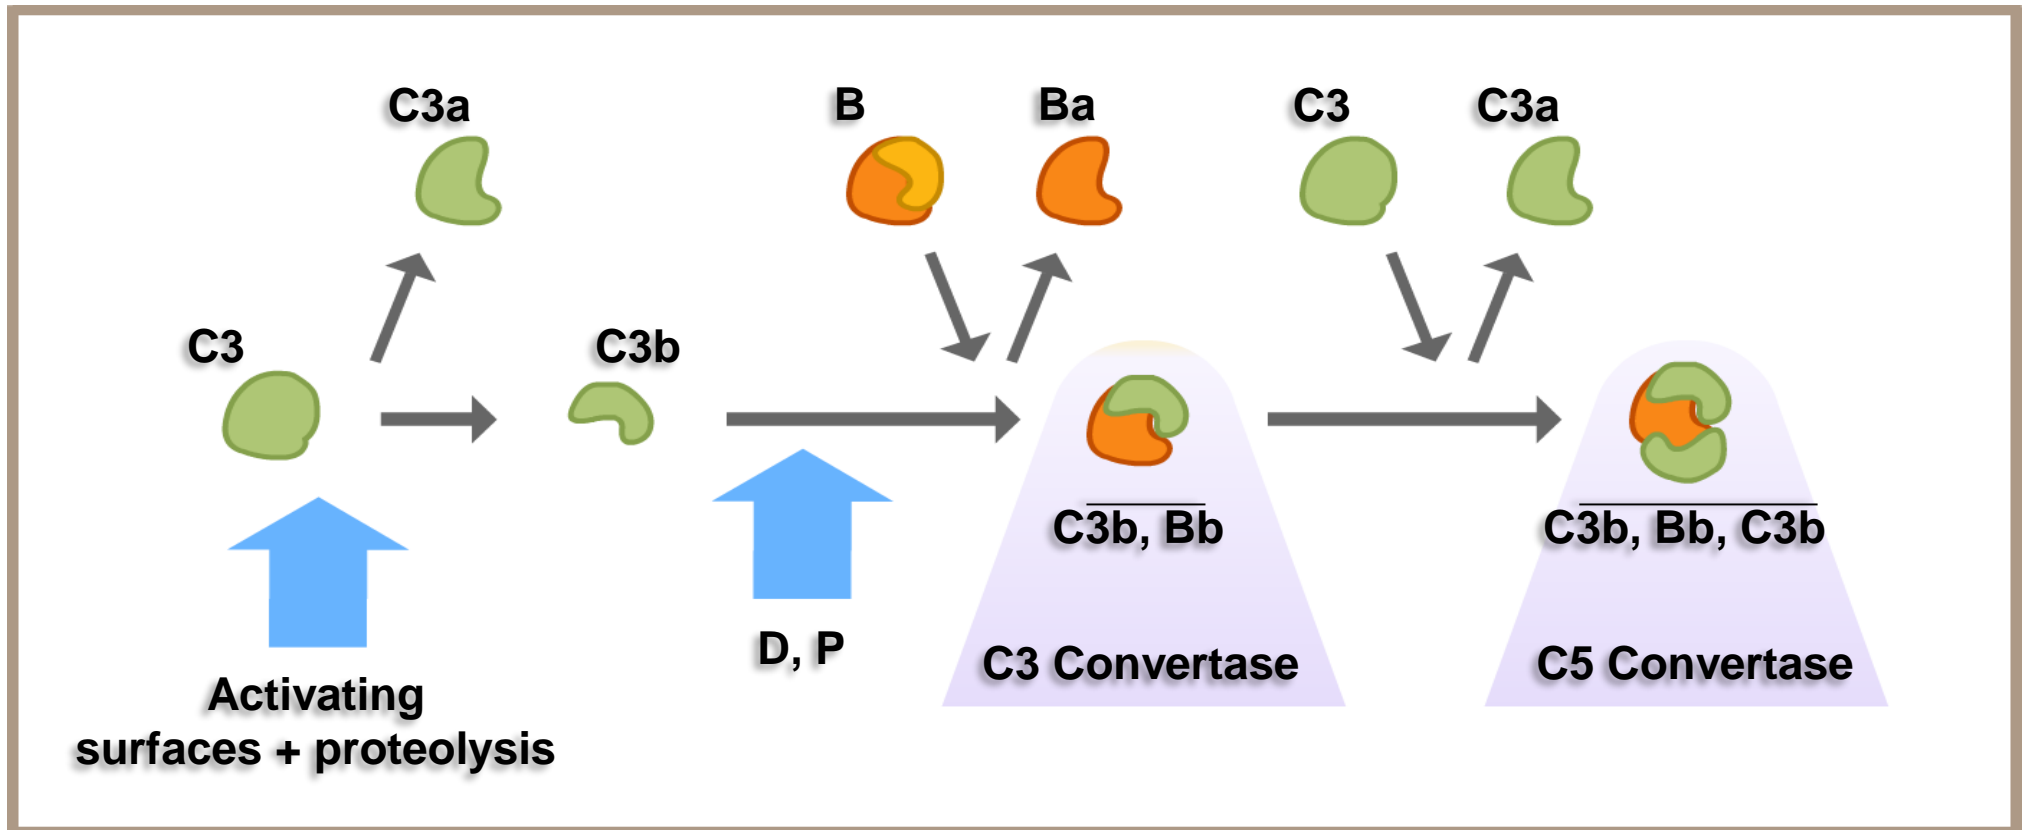 C3a
B
Ba
C3
C3a
C3
C3b
C3b, Bb
C3b, Bb, C3b
D, P
C3 Convertase
C5 Convertase
Activating
surfaces + proteolysis